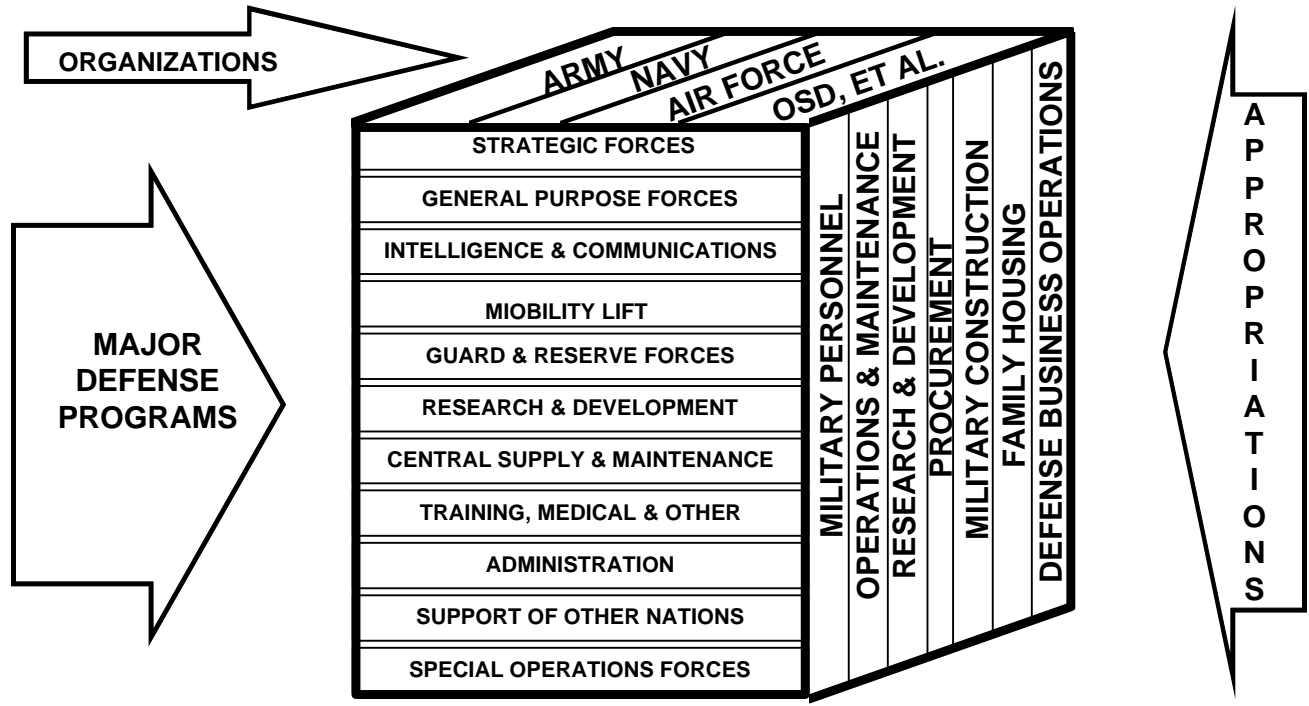 ORGANIZATIONS
ARMY
NAVY
AIR FORCE
OSD, ET AL.
MAJOR
DEFENSE
PROGRAMS
STRATEGIC FORCES
GENERAL PURPOSE FORCES
INTELLIGENCE & COMMUNICATIONS
MIOBILITY LIFT
GUARD & RESERVE FORCES
RESEARCH & DEVELOPMENT
CENTRAL SUPPLY & MAINTENANCE
TRAINING, MEDICAL & OTHER
ADMINISTRATION
SUPPORT OF OTHER NATIONS
SPECIAL OPERATIONS FORCES
MILITARY PERSONNEL
OPERATIONS & MAINTENANCE
RESEARCH & DEVELOPMENT
PROCUREMENT
MILITARY CONSTRUCTION
FAMILY HOUSING
DEFENSE BUSINESS OPERATIONS
APPROPRIATIONS